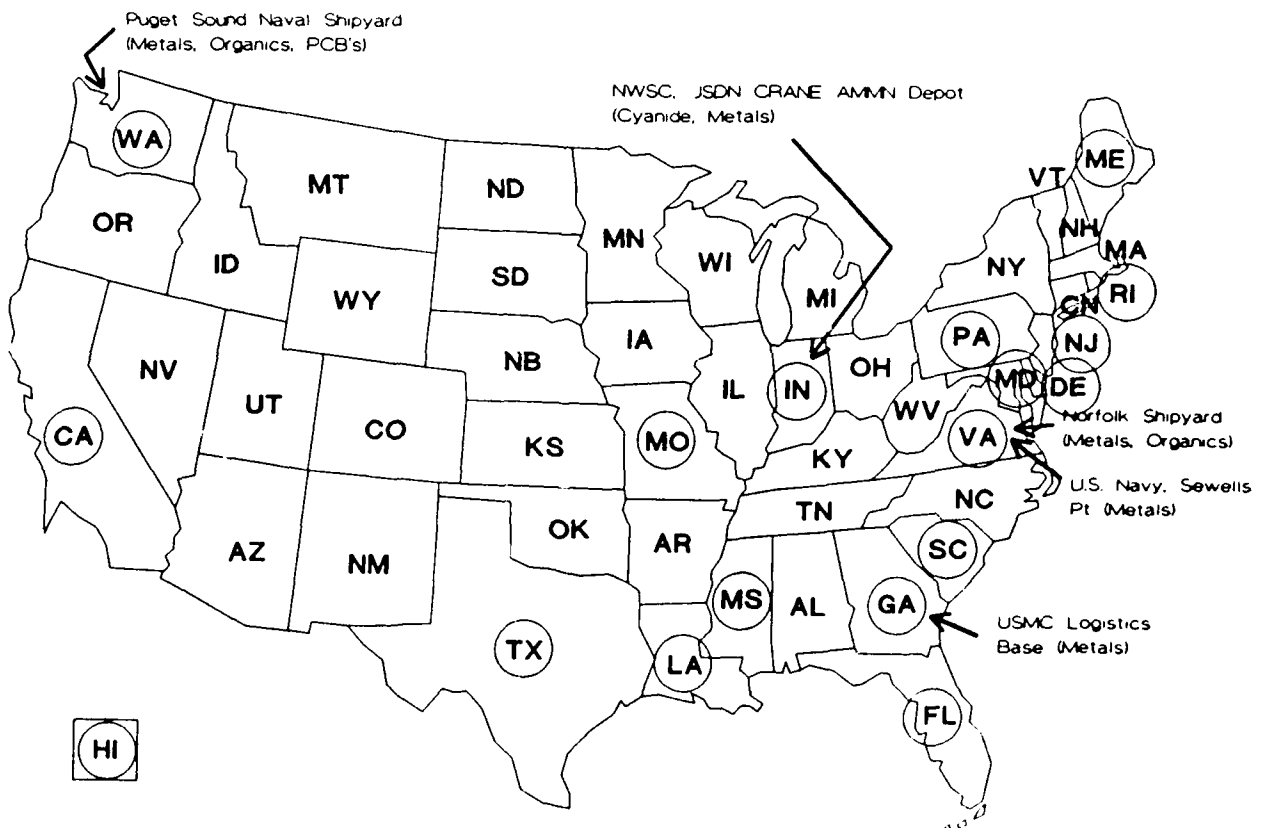 Puget Sound Naval Shipyard
(Metals, Organics, PCB's)
NWSC, JSDN CRANE AMMN Depot
(Cyanide, Metals)
WA
MT
ND
MN
ME
VT
NH
OR
ID
SD
WI
MI
NY
MA
WY
RI
CN
NB
IA
PA
NJ
NV
UT
CO
IL
IN
OH
MD
DE
CA
KS
MO
WV
VA
Norfolk Shipyard
(Metals, Organics)
KY
U.S. Navy, Sewells
Pt (Metals)
AZ
NM
OK
AR
TN
NC
SC
MS
AL
GA
USMC Logistics
Base (Metals)
TX
LA
FL
HI